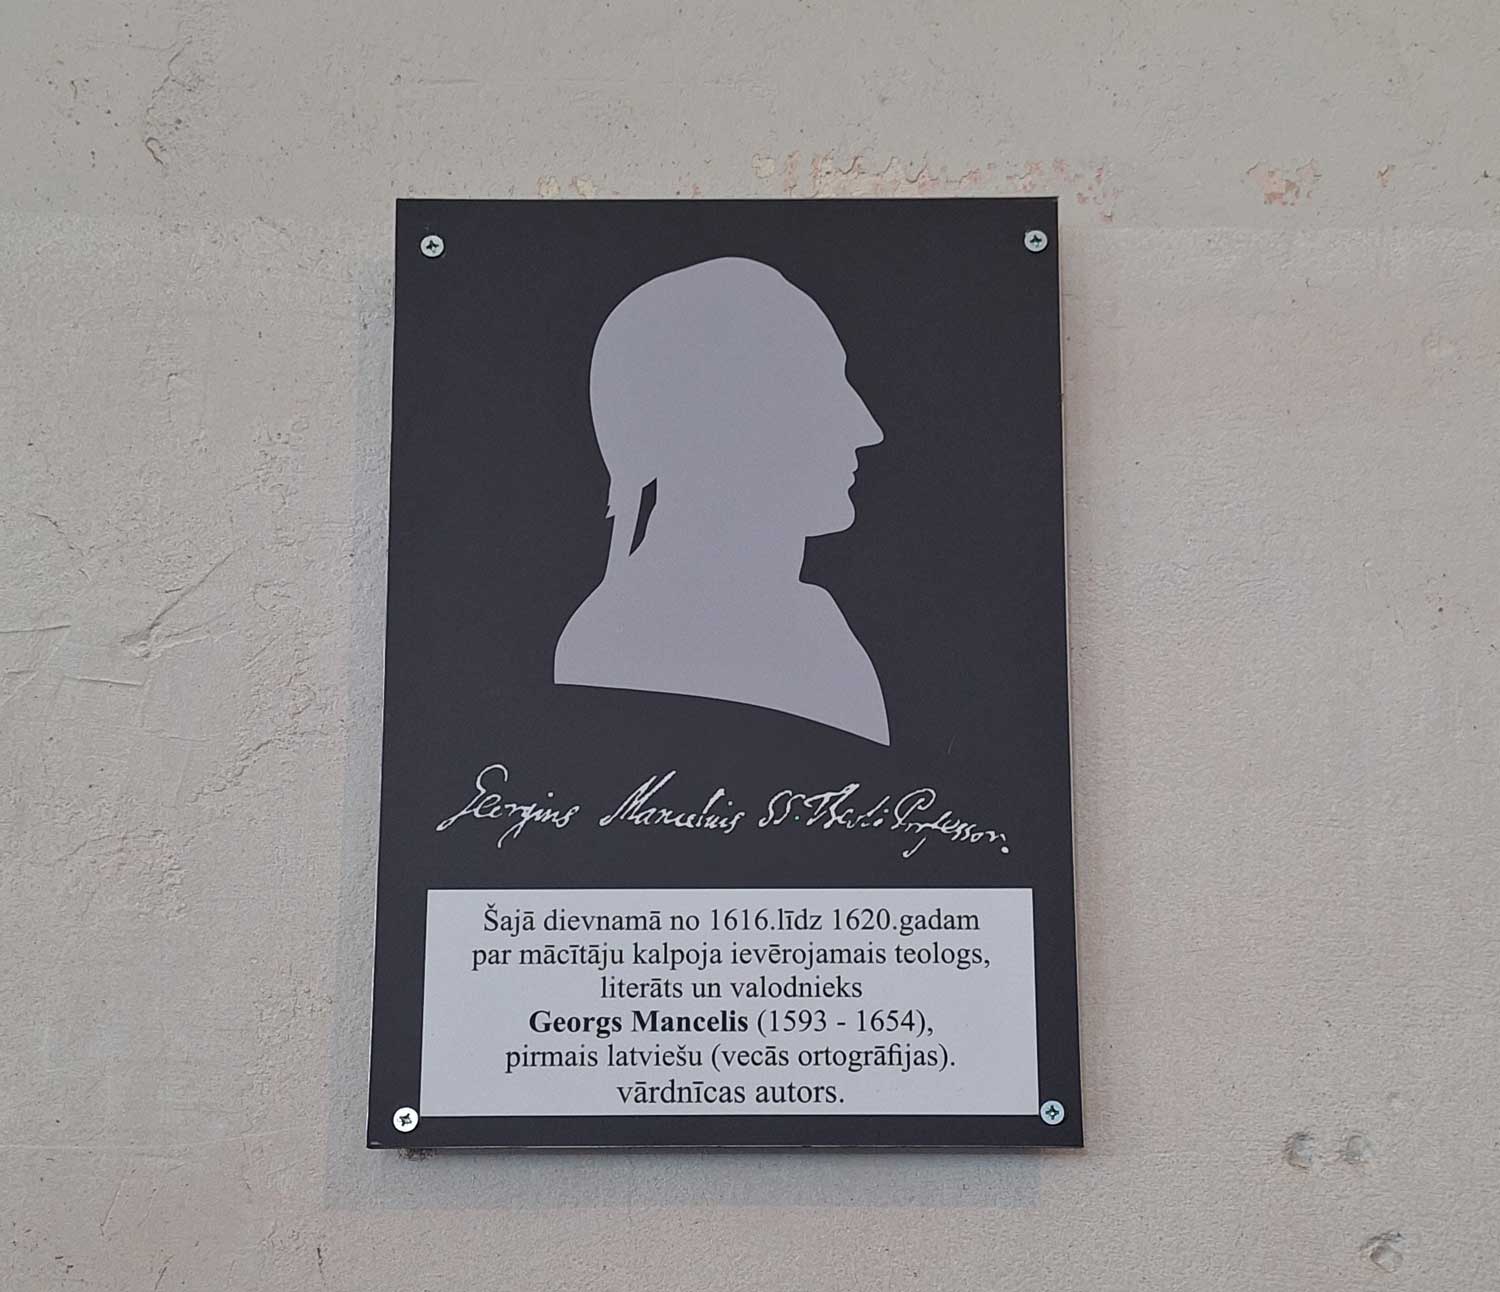 Georgius Mancelius SS. Theol: Professor.
Šajā dievnamā no 1616.līdz 1620.gadam
par mācītāju kalpoja ievērojamais teologs,
literāts un valodnieks
Georgs Mancelis (1593 - 1654),
pirmais latviešu (vecās ortogrāfijas).
vārdnīcas autors.